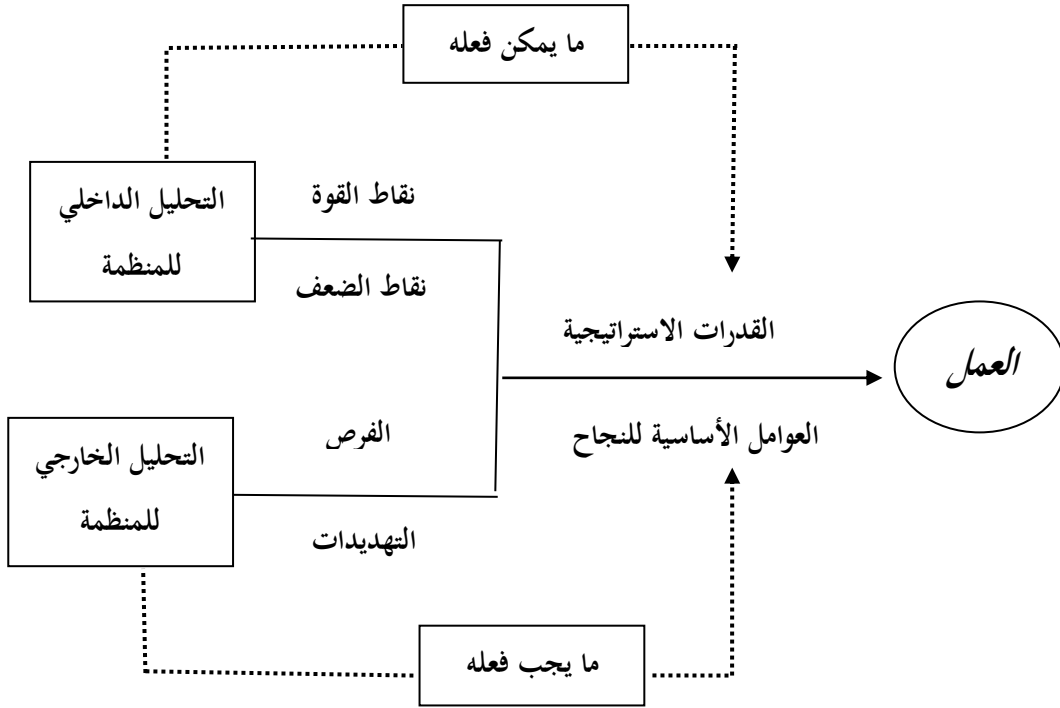 ما يمكن فعله
التحليل الداخلي
للمنظمة
نقاط القوة
نقاط الضعف
القدرات الاستراتيجية
العمل
العوامل الأساسية للنجاح
التحليل الخارجي
للمنظمة
الفرص
التهديدات
ما يجب فعله